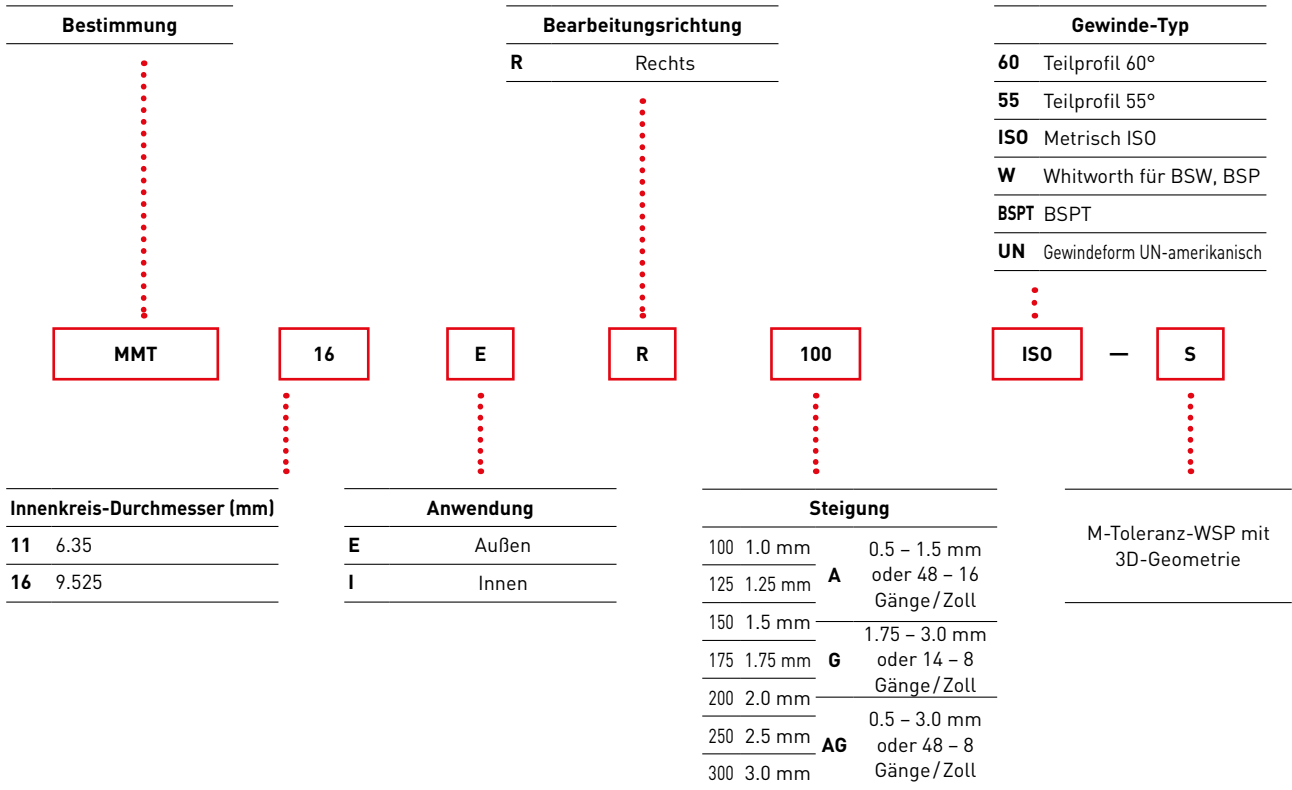 Bestimmung
Bearbeitungsrichtung
R Rechts
Gewinde-Typ
60 Teilprofil 60°
55 Teilprofil 55°
ISO Metrisch ISO
W Whitworth für BSW, BSP
BSPT BSPT
UN Gewindeform UN-amerikanisch
MMT 16 E R 100 ISO — S
Innenkreis-Durchmesser (mm)
11 6.35
16 9.525
Anwendung
E Außen
I Innen
Steigung
100 1.0 mm
125 1.25 mm
150 1.5 mm
175 1.75 mm
200 2.0 mm
250 2.5 mm
300 3.0 mm
A 0.5 – 1.5 mm
oder 48 – 16
Gänge/Zoll
G 1.75 – 3.0 mm
oder 14 – 8
Gänge/Zoll
AG 0.5 – 3.0 mm
oder 48 – 8
Gänge/Zoll
M-Toleranz-WSP mit
3D-Geometrie